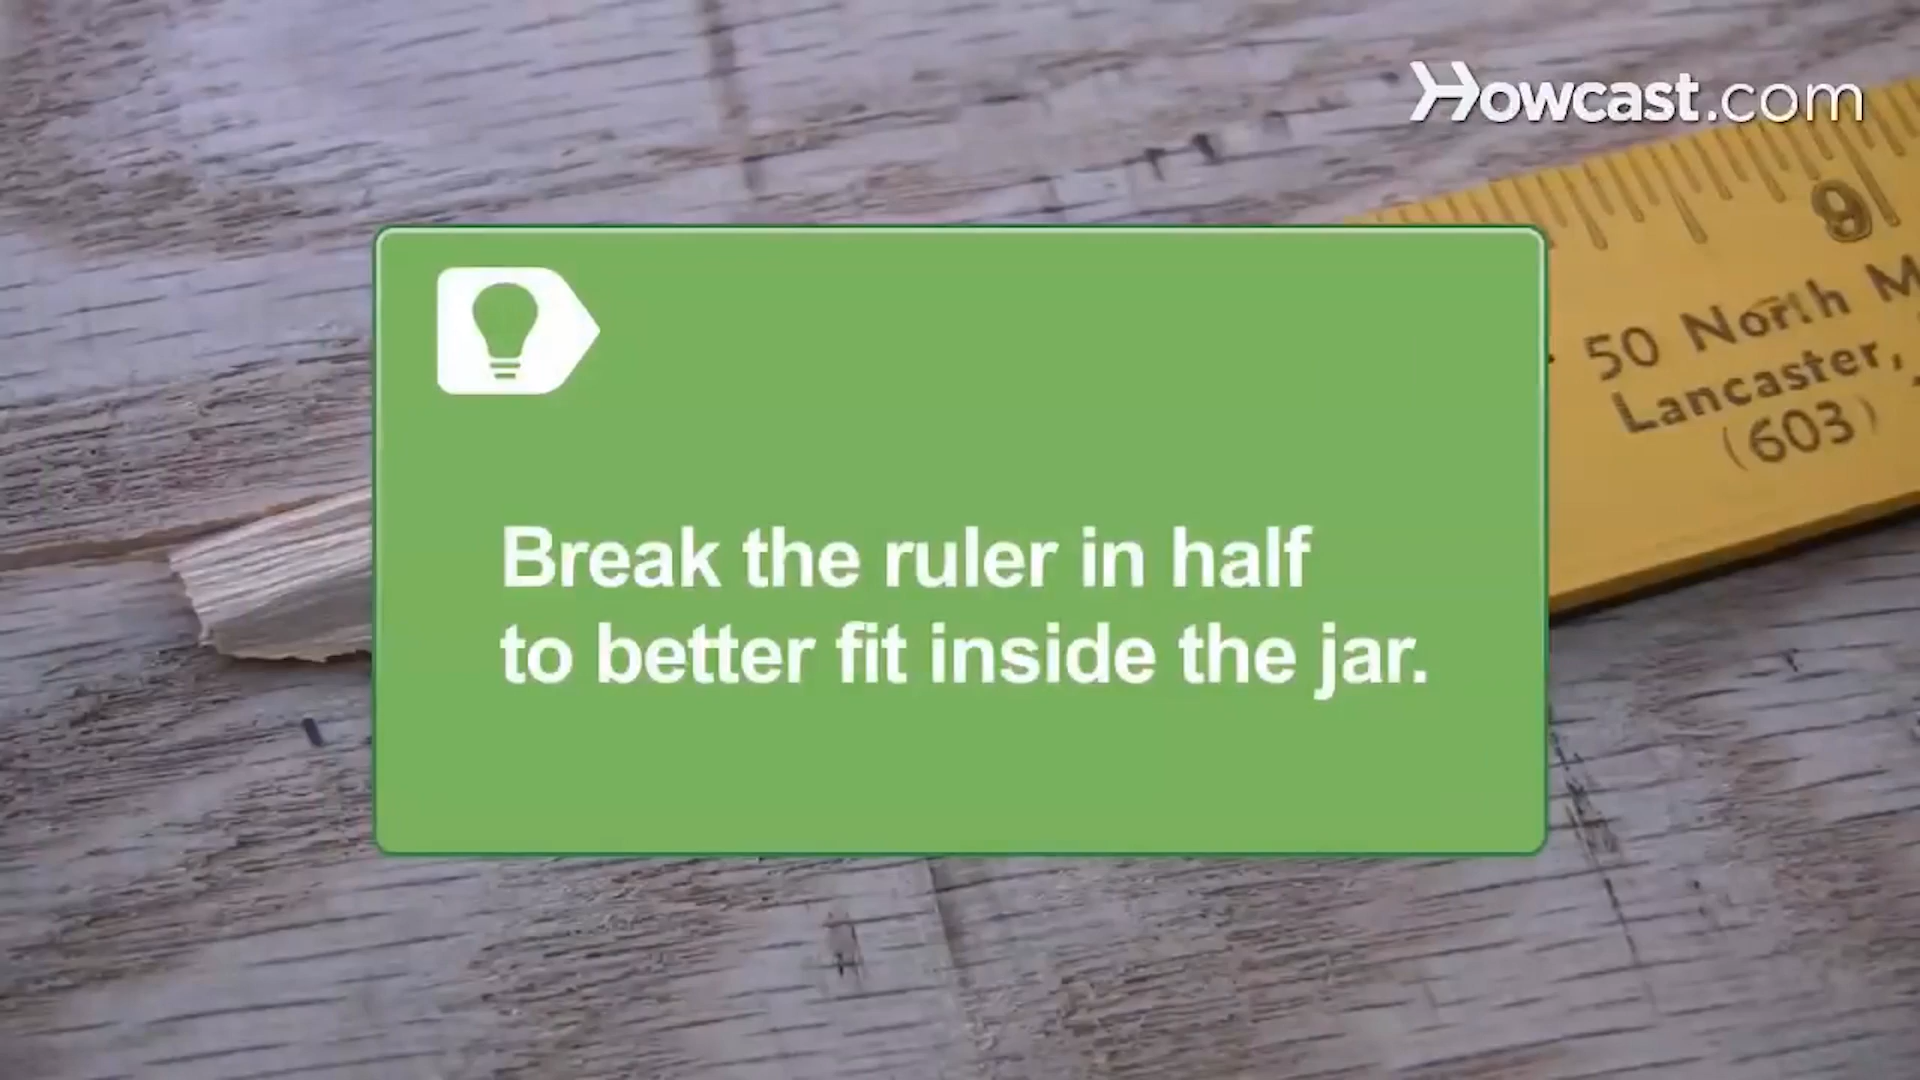 Howcast.com
9
50 North M
Lancaster,
(603)
Break the ruler in half
to better fit inside the jar.